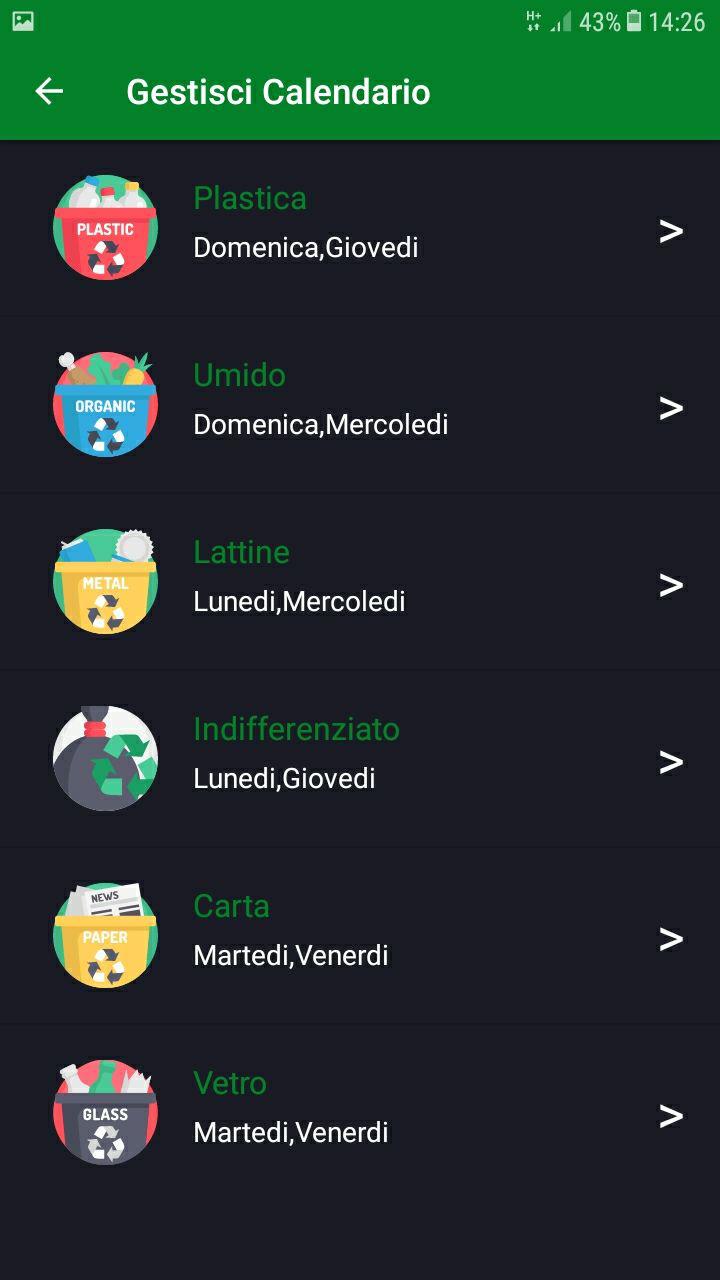 H+ 43% 14:26
Gestisci Calendario
PLASTIC
Plastica
Domenica,Giovedi
>
ORGANIC
Umido
Domenica,Mercoledi
>
METAL
Lattine
Lunedi,Mercoledi
>
Indifferenziato
Lunedi,Giovedi
>
NEWS
PAPER
Carta
Martedi,Venerdi
>
GLASS
Vetro
Martedi,Venerdi
>